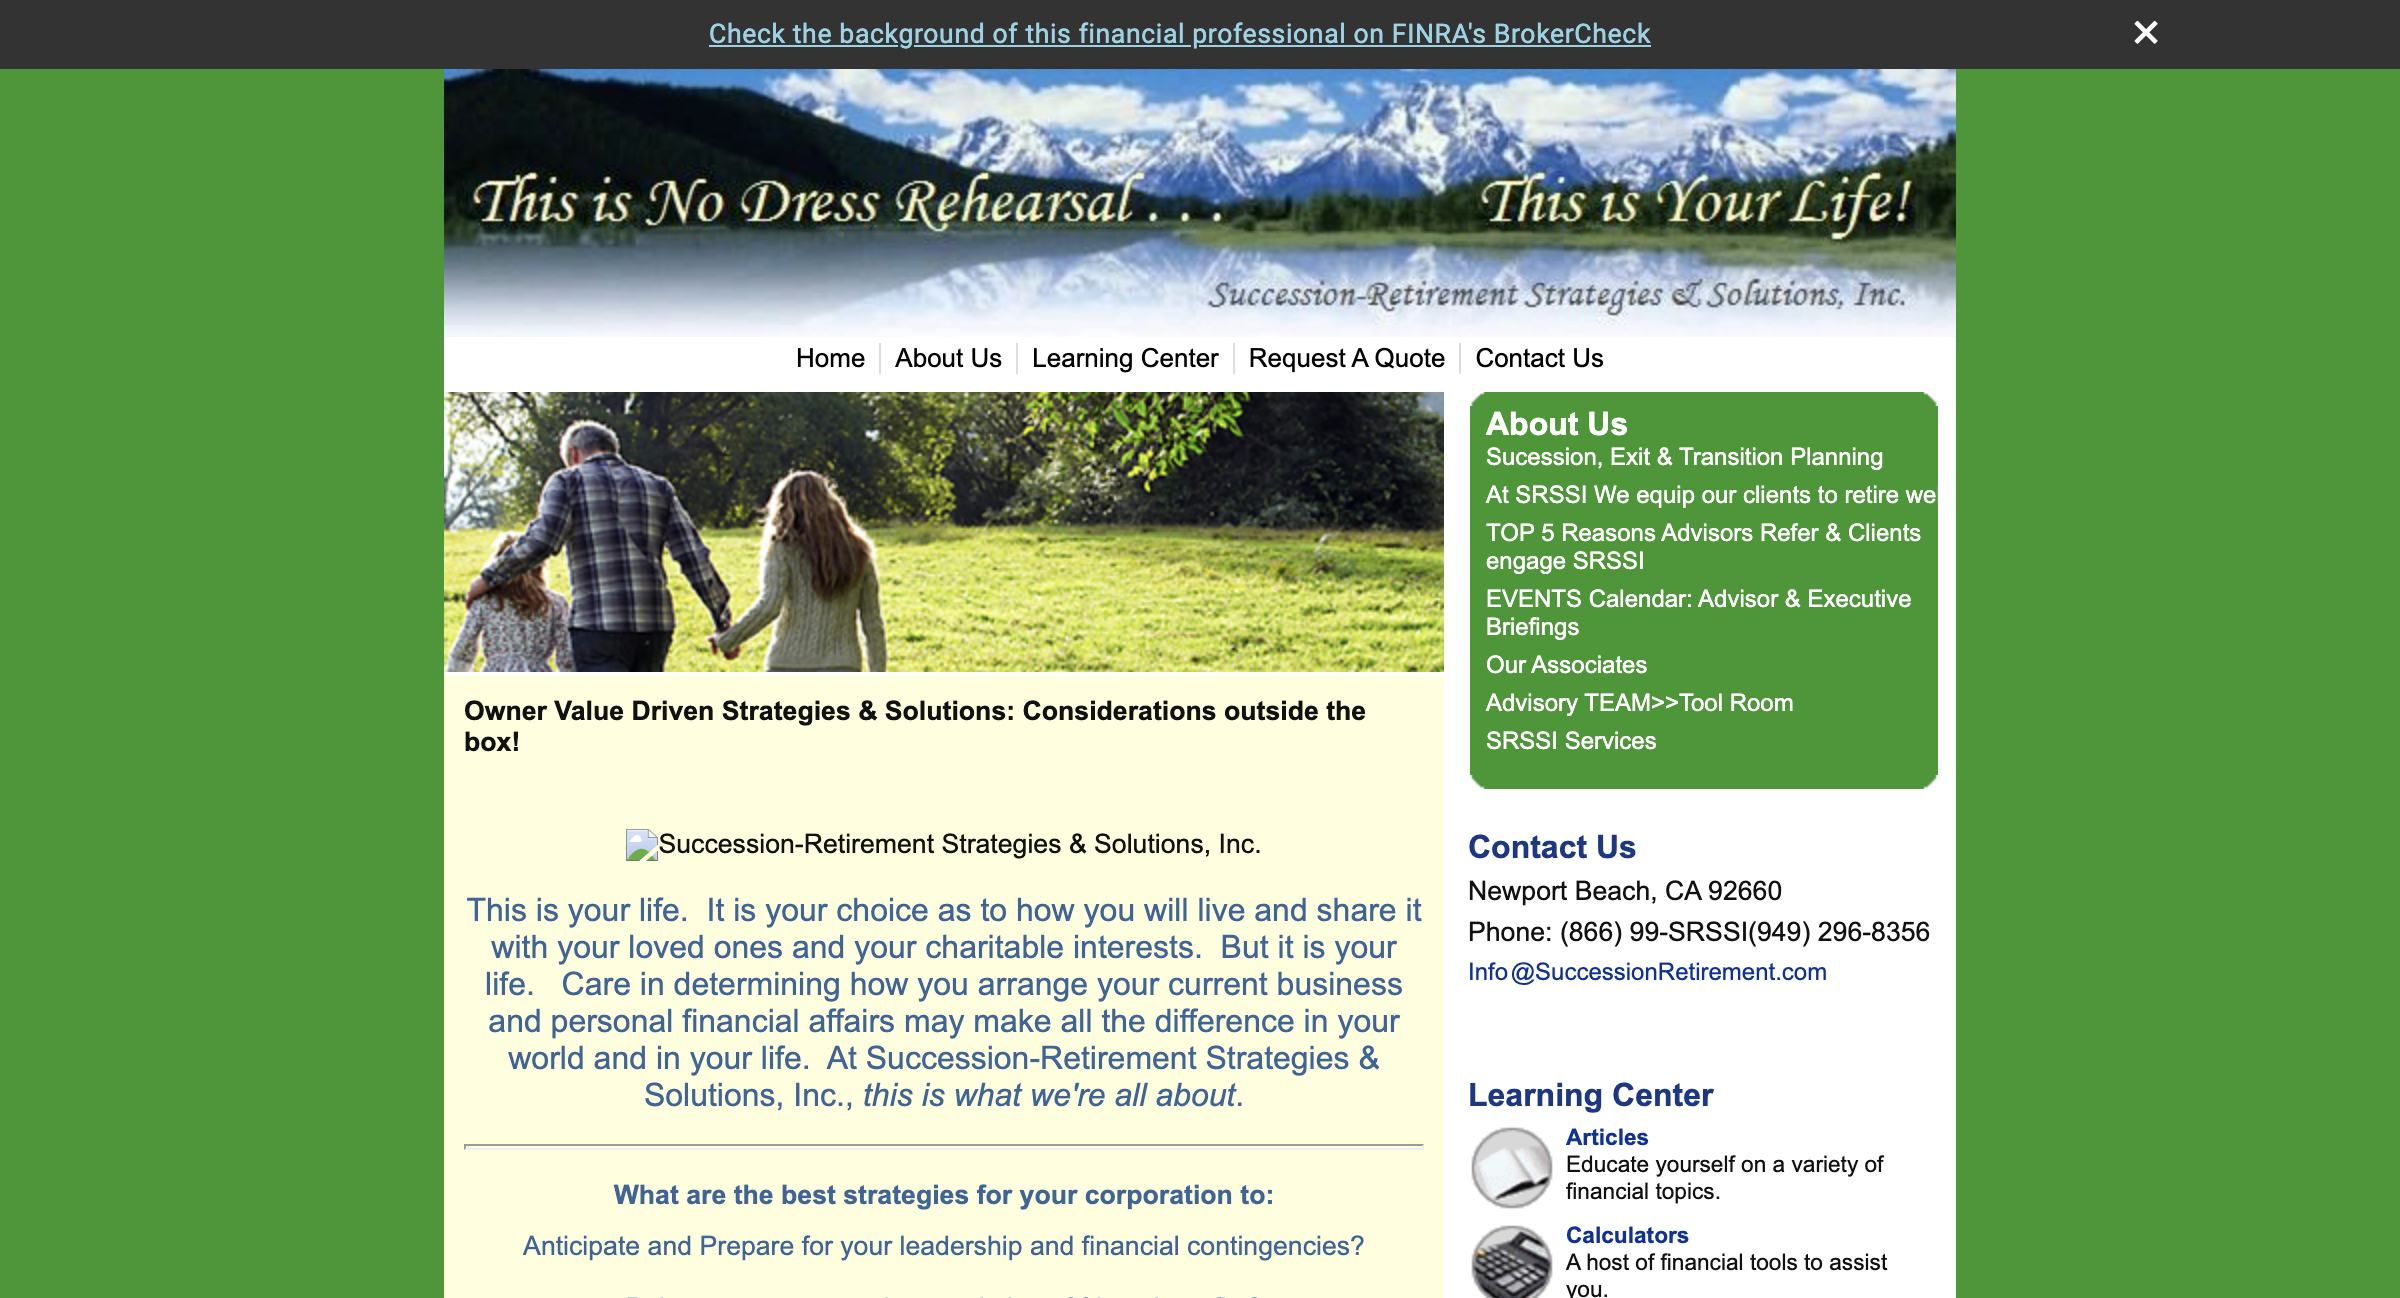 Check the background of this financial professional on FINRA's BrokerCheck
This is No Dress Rehearsal . . . This is Your Life!
Succession-Retirement Strategies & Solutions, Inc.
Home About Us Learning Center Request A Quote Contact Us
Owner Value Driven Strategies & Solutions: Considerations outside the
box!
Succession-Retirement Strategies & Solutions, Inc.
This is your life. It is your choice as to how you will live and share it
with your loved ones and your charitable interests. But it is your
life. Care in determining how you arrange your current business
and personal financial affairs may make all the difference in your
world and in your life. At Succession-Retirement Strategies &
Solutions, Inc., this is what we're all about.
What are the best strategies for your corporation to:
Anticipate and Prepare for your leadership and financial contingencies?
About Us
Sucession, Exit & Transition Planning
At SRSSI We equip our clients to retire we
TOP 5 Reasons Advisors Refer & Clients
engage SRSSI
EVENTS Calendar: Advisor & Executive
Briefings
Our Associates
Advisory TEAM>>Tool Room
SRSSI Services
Contact Us
Newport Beach, CA 92660
Phone: (866) 99-SRSSI(949) 296-8356
Info@SuccessionRetirement.com
Learning Center
Articles
Educate yourself on a variety of
financial topics.
Calculators
A host of financial tools to assist
you.